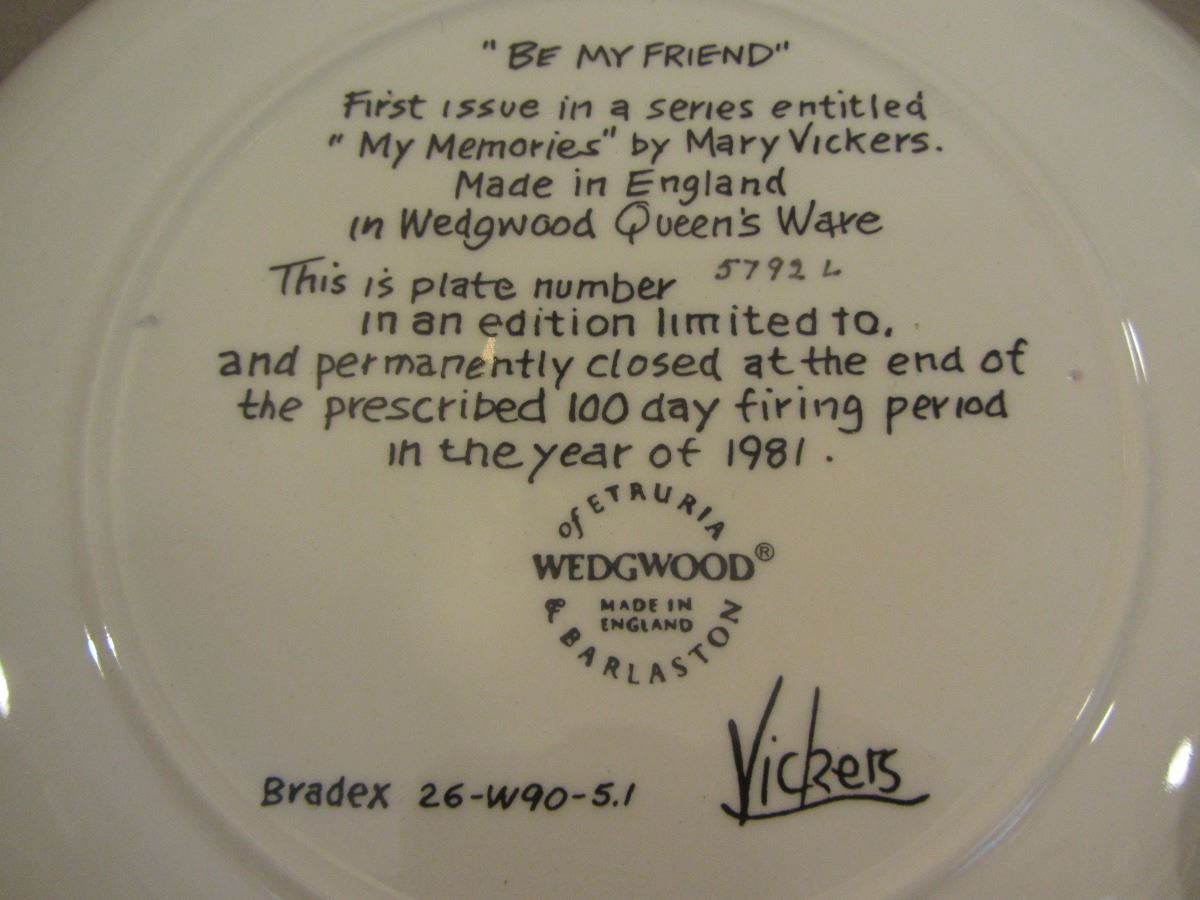 "BE MY FRIEND"
First issue in a series entitled
"My Memories" by Mary Vickers.
Made in England
in Wedgwood Queen's Ware
This is plate number 5792 L
in an edition limited to,
and permanently closed at the end of
the prescribed 100 day firing period
in the year of 1981.
of ETRURIA
WEDGWOOD®
MADE IN
ENGLAND
& BARLASTON
Vickers
Bradex 26-W90-5.1